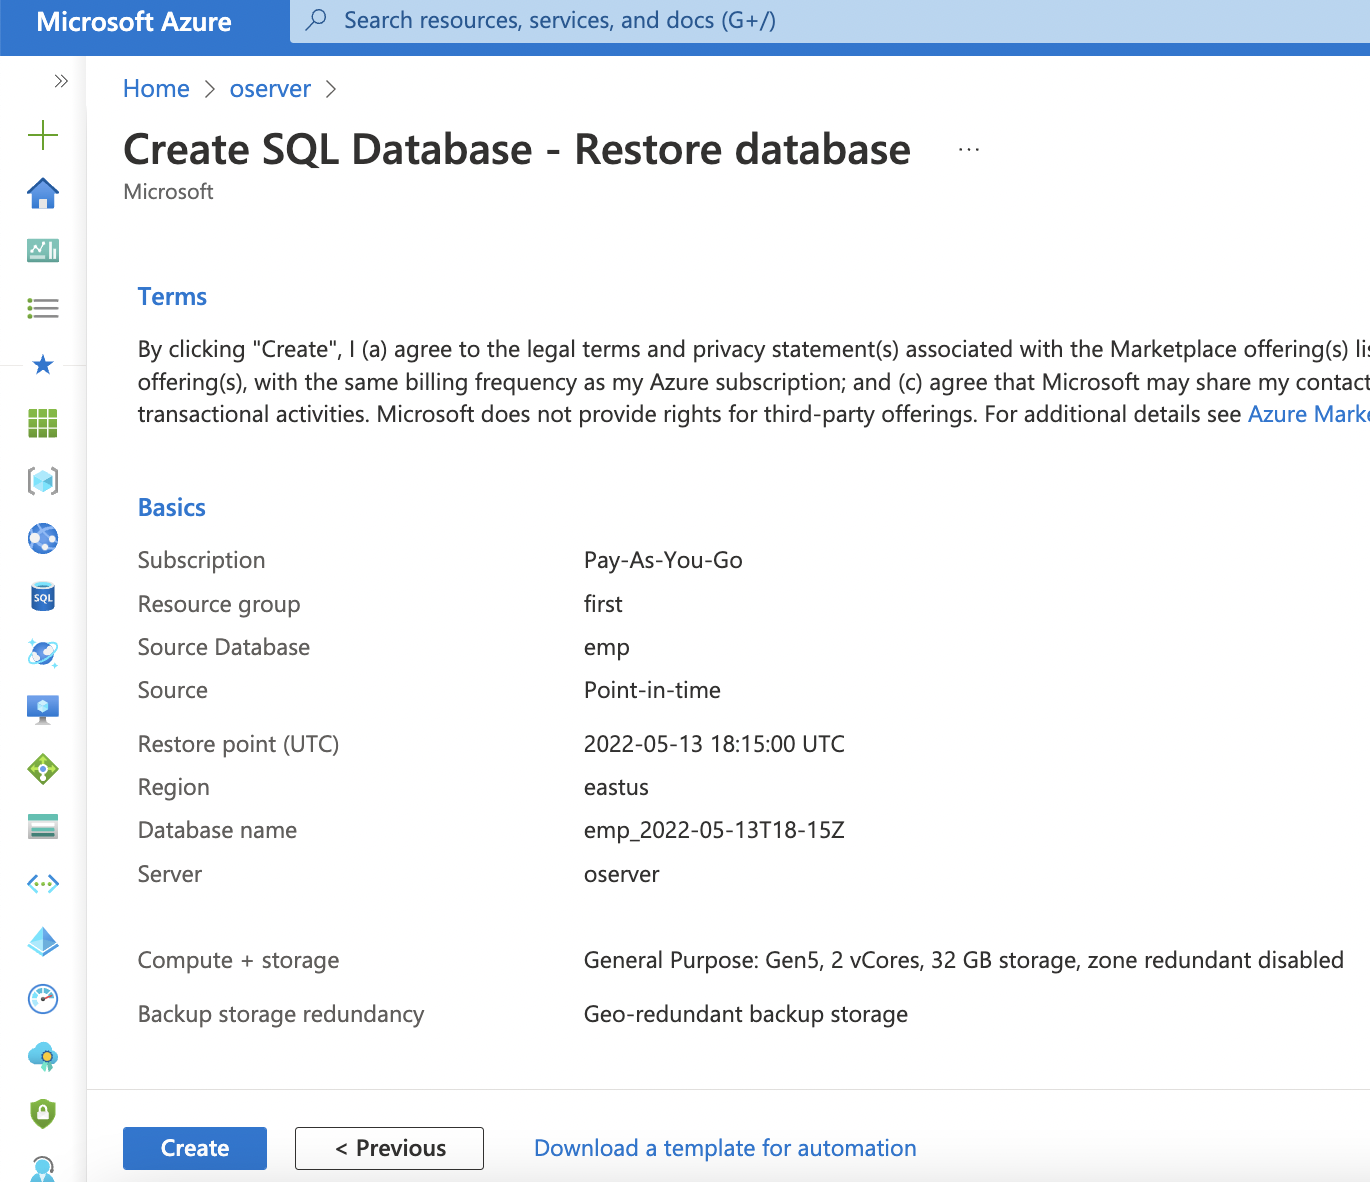 Microsoft Azure
Search resources, services, and docs (G+/)
Home > oserver >
Create SQL Database - Restore database ...
Microsoft
Terms
By clicking "Create", I (a) agree to the legal terms and privacy statement(s) associated with the Marketplace offering(s)
offering(s), with the same billing frequency as my Azure subscription; and (c) agree that Microsoft may share my contact
transactional activities. Microsoft does not provide rights for third-party offerings. For additional details see Azure
Basics
Subscription Pay-As-You-Go
Resource group first
Source Database emp
Source Point-in-time
Restore point (UTC) 2022-05-13 18:15:00 UTC
Region eastus
Database name emp_2022-05-13T18-15Z
Server oserver
Compute + storage General Purpose: Gen5, 2 vCores, 32 GB storage, zone redundant disabled
Backup storage redundancy Geo-redundant backup storage
SQL
Create
< Previous
Download a template for automation